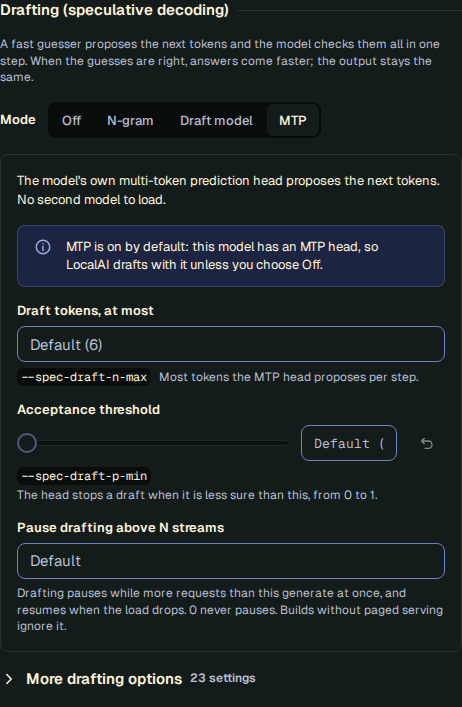 Drafting (speculative decoding)
A fast guesser proposes the next tokens and the model checks them all in one
step. When the guesses are right, answers come faster; the output stays the
same.
Mode Off N-gram Draft model MTP
The model's own multi-token prediction head proposes the next tokens.
No second model to load.
MTP is on by default: this model has an MTP head, so
LocalAI drafts with it unless you choose Off.
Draft tokens, at most
Default (6)
--spec-draft-n-max Most tokens the MTP head proposes per step.
Acceptance threshold
Default (
--spec-draft-p-min
The head stops a draft when it is less sure than this, from 0 to 1.
Pause drafting above N streams
Default
Drafting pauses while more requests than this generate at once, and
resumes when the load drops. 0 never pauses. Builds without paged serving
ignore it.
More drafting options 23 settings